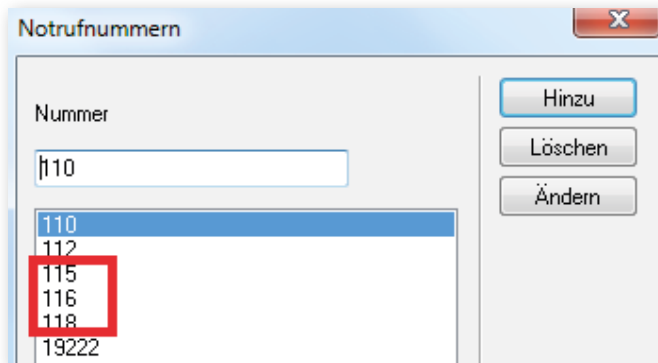 Notrufnummern
Nummer
Hinzu
Löschen
Ändern
110
110
112
115
116
118
19222